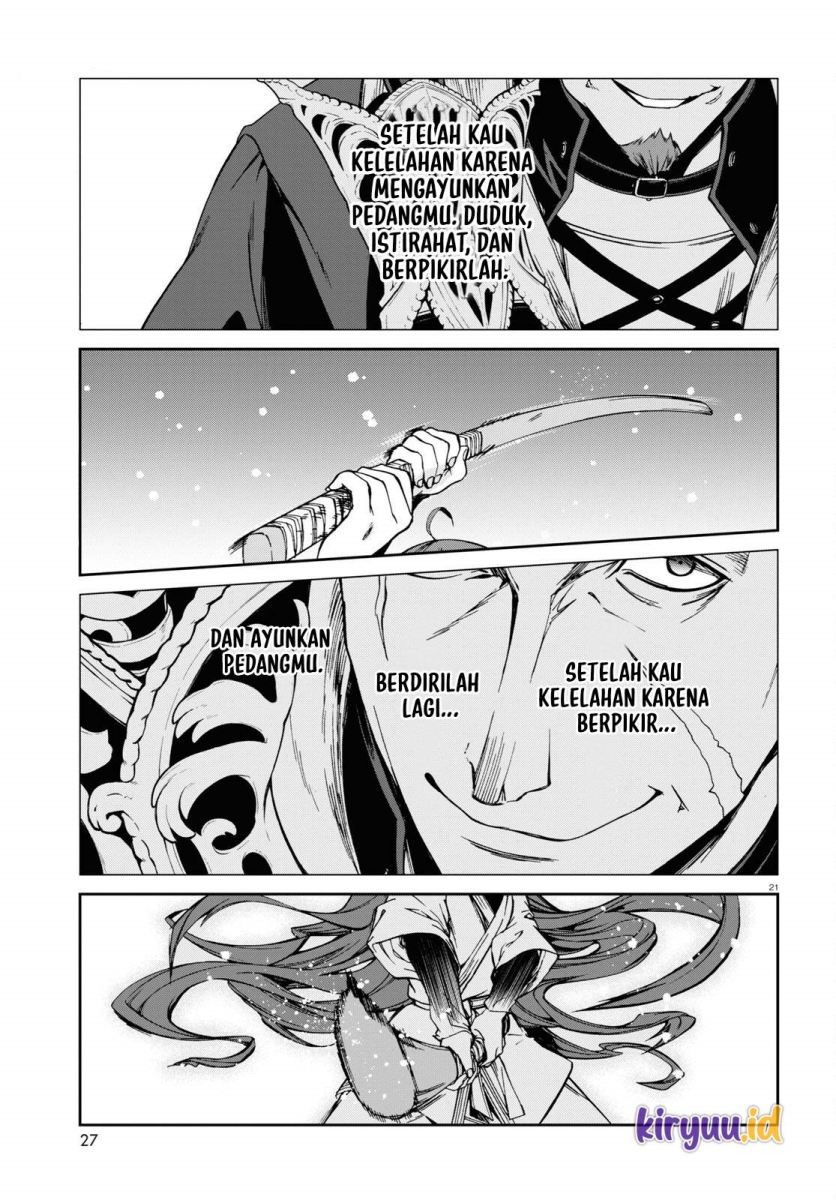 SETELAH KAU
KELELAHAN KARENA
MENGAYUNKAN
PEDANGMU. DUDUK,
ISTIRAHAT, DAN
BERPIKIRLAH.
SETELAH KAU
KELELAHAN KARENA
BERPIKIR...
BERDIRILAH
LAGI...
DAN AYUNKAN
PEDANGMU.
21
27
kiryuu.id